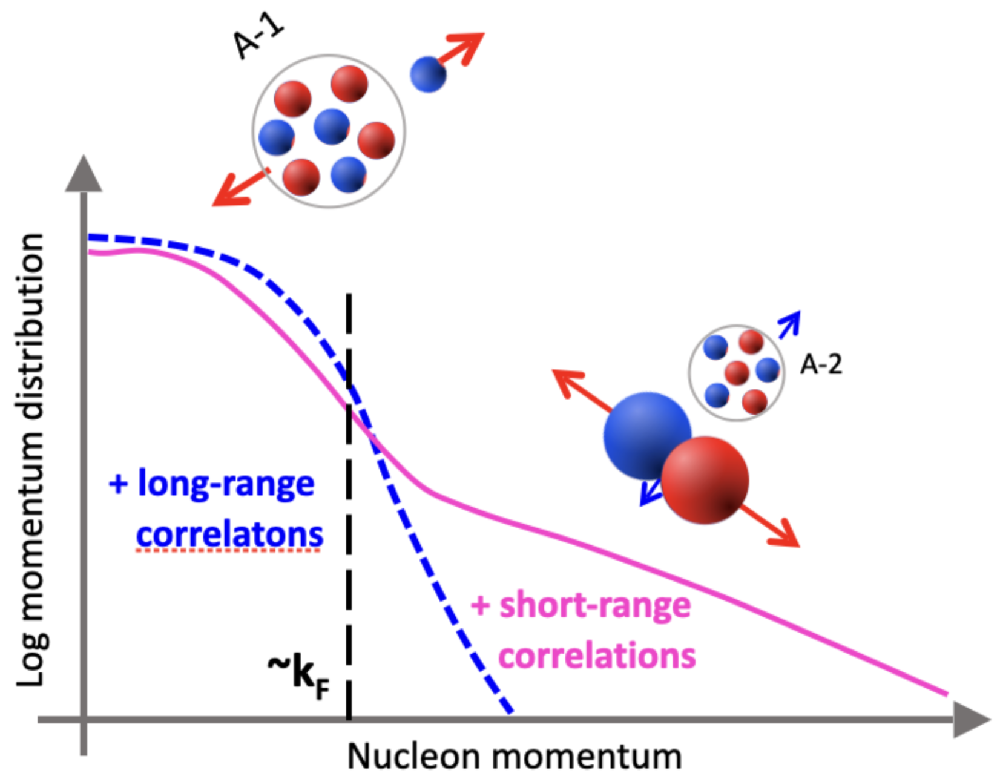 A-1
Log momentum distribution
A-2
+ long-range
correlatons
+ short-range
correlations
~kF
Nucleon momentum